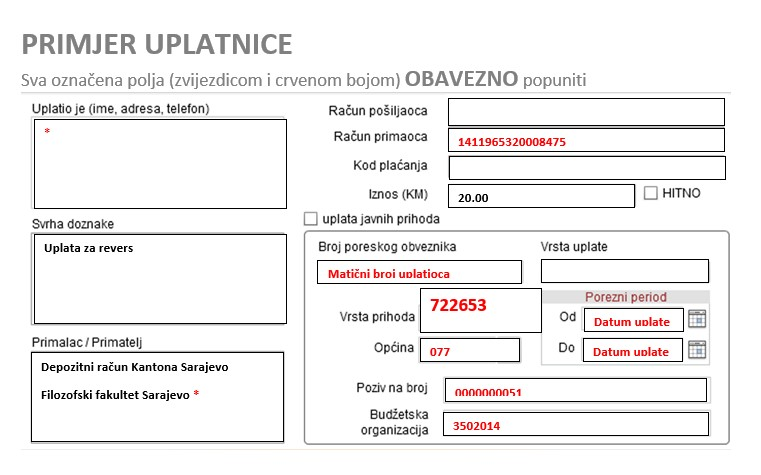 PRIMJER UPLATNICE
Sva označena polja (zvijezdicom i crvenom bojom) OBAVEZNO popuniti
Uplatio je (ime, adresa, telefon)
*
Svrha doznake
Uplata za revers
Primalac / Primatelj
Depozitni račun Kantona Sarajevo
Filozofski fakultet Sarajevo *
Račun pošiljaoca
Račun primaoca 1411965320008475
Kod plaćanja
Iznos (KM) 20.00 HITNO
uplata javnih prihoda
Broj poreskog obveznika Vrsta uplate
Matični broj uplatioca
Porezni period
Vrsta prihoda 722653 Od Datum uplate
Općina 077 Do Datum uplate
Poziv na broj 0000000051
Budžetska
organizacija 3502014